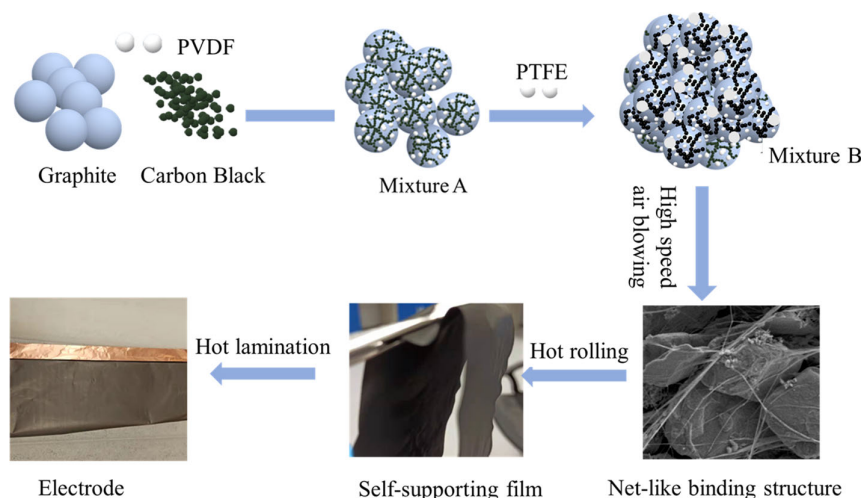 PVDF
PTFE
Graphite
Carbon Black
Mixture A
Mixture B
High speed
air blowing
Hot lamination
Hot rolling
Electrode
Self-supporting film
Net-like binding structure